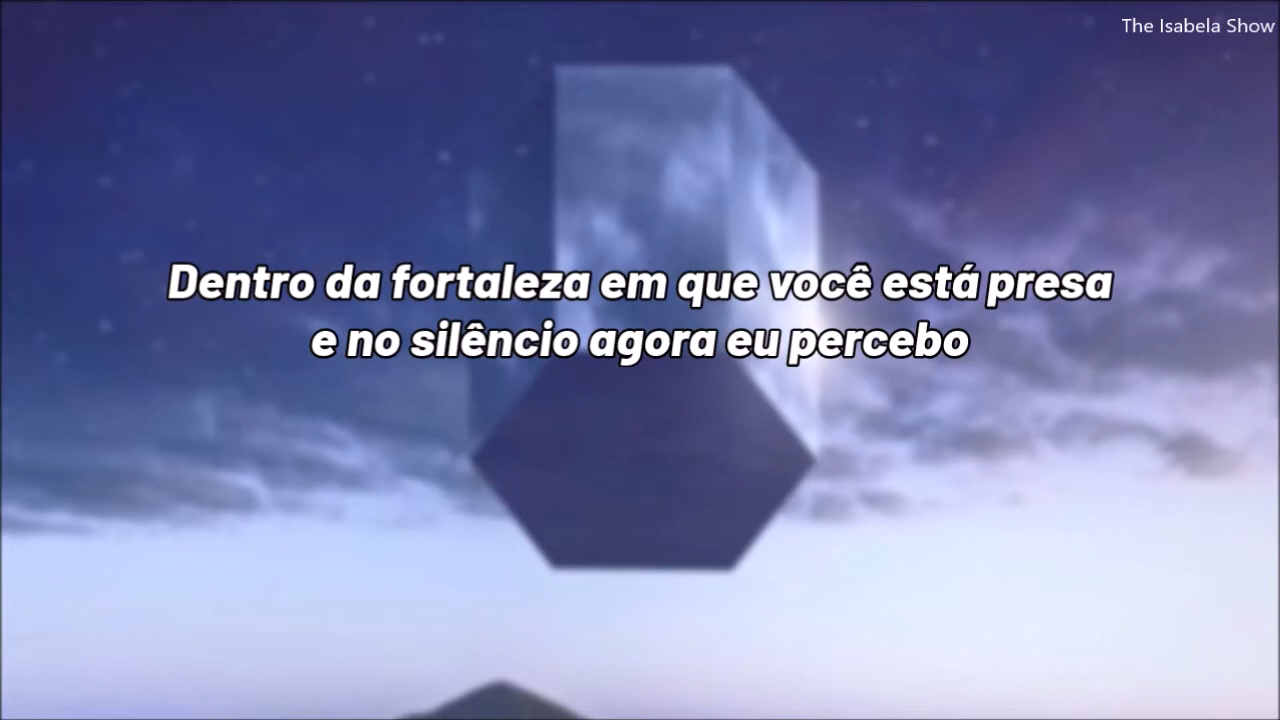 The Isabela Show
Dentro da fortaleza em que você está presa
e no silêncio agora eu percebo